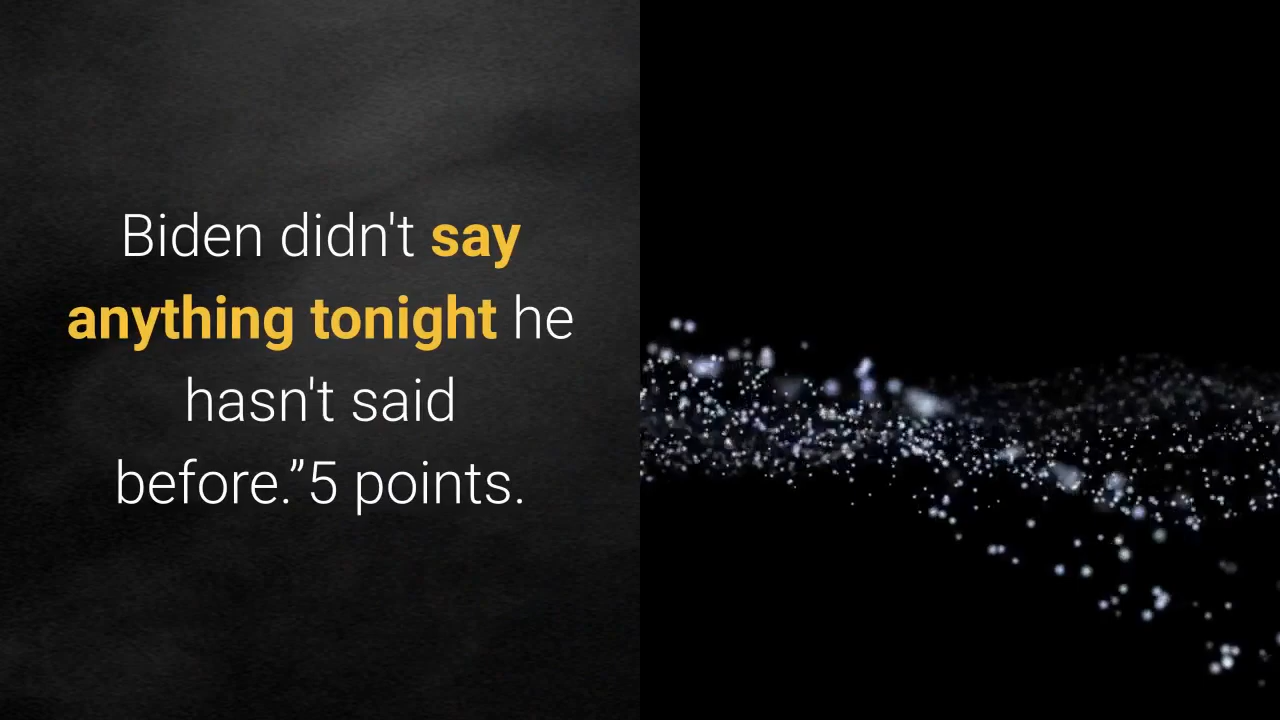 Biden didn't say
anything tonight he
hasn't said
before.”5 points.